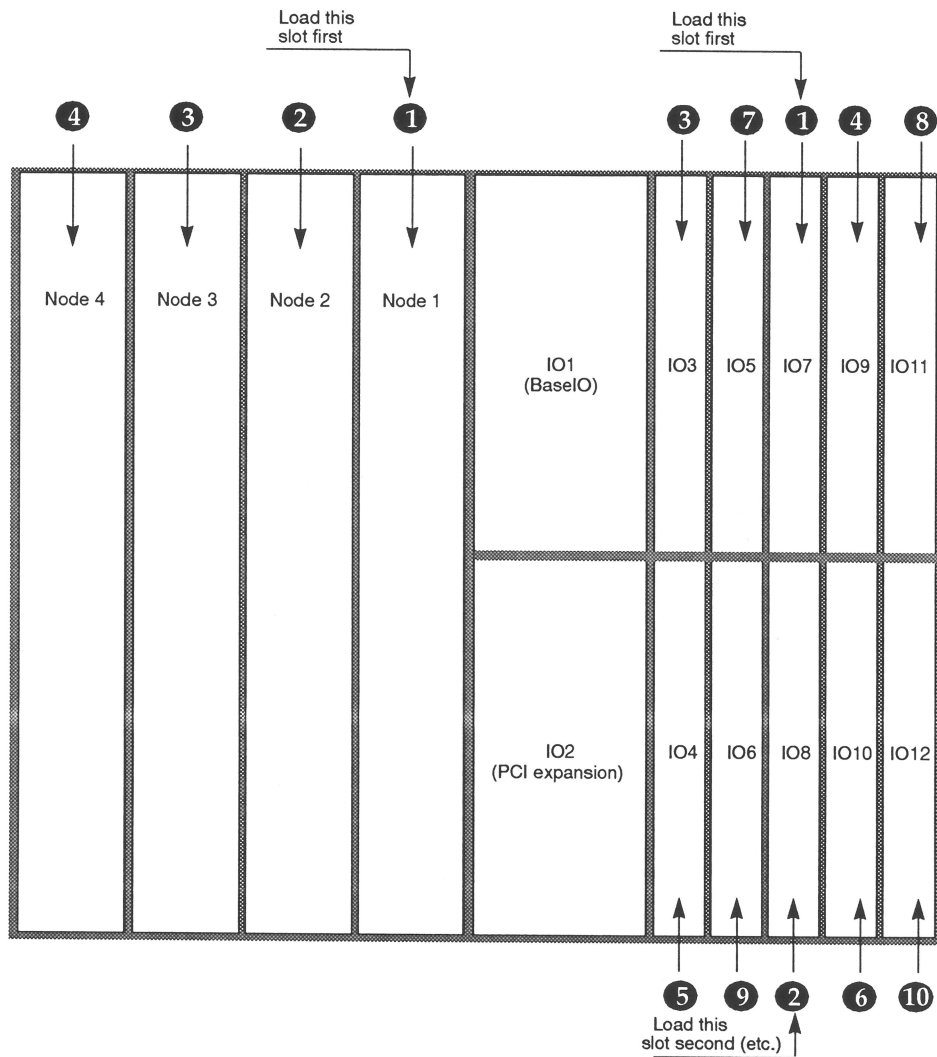 Load this
slot first
Load this
slot first
4 3 2 1 3 7 1 4 8
Node 4 Node 3 Node 2 Node 1
IO1
(BaseIO)
IO3 IO5 IO7 IO9 IO11
IO2
(PCI expansion)
IO4 IO6 IO8 IO10 IO12
5 9 2 6 10
Load this
slot second (etc.)